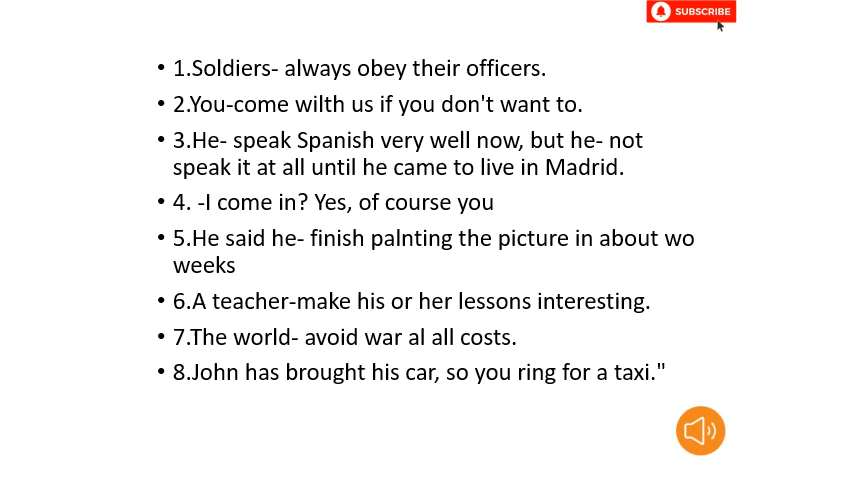 SUBSCRIBE
• 1.Soldiers- always obey their officers.
• 2.You-come wilth us if you don't want to.
• 3.He- speak Spanish very well now, but he- not
speak it at all until he came to live in Madrid.
• 4. -I come in? Yes, of course you
• 5.He said he- finish palnting the picture in about wo
weeks
• 6.A teacher-make his or her lessons interesting.
• 7.The world- avoid war al all costs.
• 8.John has brought his car, so you ring for a taxi."